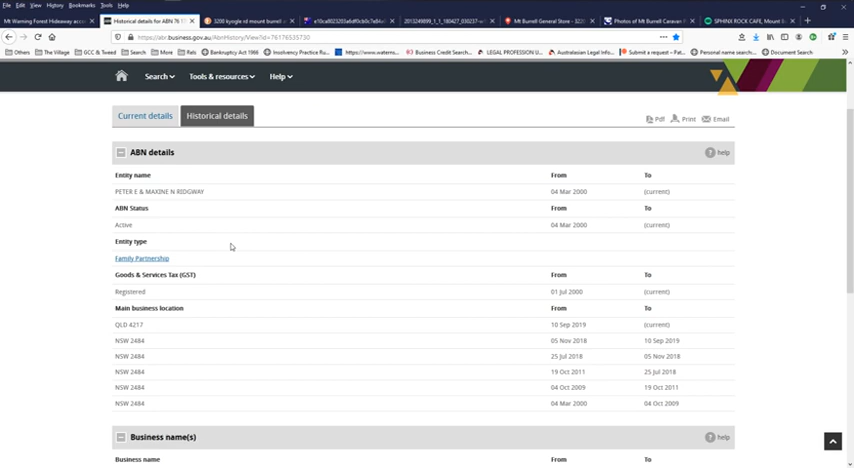 File Edit View History Bookmarks Tools Help
Mt Warning Forest Hideaway acce
Historical details for ABN 76 17
3200 kyogle rd mount burrell
2013249899_1_1_180427_030237-w
Mt Burrell General Store - 3220
Photos of Mt Burrell Caravan P
SPHINX ROCK CAFE, Mount B
https://abr.business.gov.au/AbnHistory/View?id=76176535730
Others
GCC & Tweed
Search
More
Rals
Bankruptcy Act 1966
Insolvency Practice Ru
https://www.waterns
Business Credit Search...
LEGAL PROFESSION U...
Australasian Legal Info...
Submit a request – Pat...
Personal name search...
Document Search
Search
Tools & resources
Help
Current details
Historical details
Pdf Print Email
ABN details
help
Entity name From To
PETER E & MAXINE N RIDGWAY 04 Mar 2000 (current)
ABN Status From To
Active 04 Mar 2000 (current)
Entity type
Family Partnership
Goods & Services Tax (GST) From To
Registered 01 Jul 2000 (current)
Main business location From To
QLD 4217 10 Sep 2019 (current)
NSW 2484 05 Nov 2018 10 Sep 2019
NSW 2484 25 Jul 2018 05 Nov 2018
NSW 2484 19 Oct 2011 25 Jul 2018
NSW 2484 04 Oct 2009 19 Oct 2011
NSW 2484 04 Mar 2000 04 Oct 2009
Business name(s)
help
Business name From To